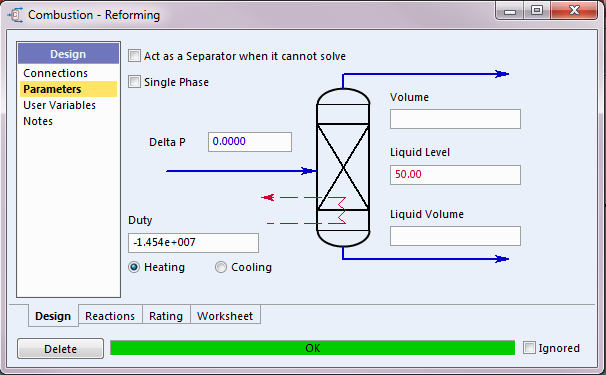 Combustion - Reforming
Design
Connections
Parameters
User Variables
Notes
Act as a Separator when it cannot solve
Single Phase
Delta P
0.0000
Volume
Liquid Level
50.00
Liquid Volume
Duty
-1.454e+007
Heating
Cooling
Design Reactions Rating Worksheet
Delete
OK
Ignored